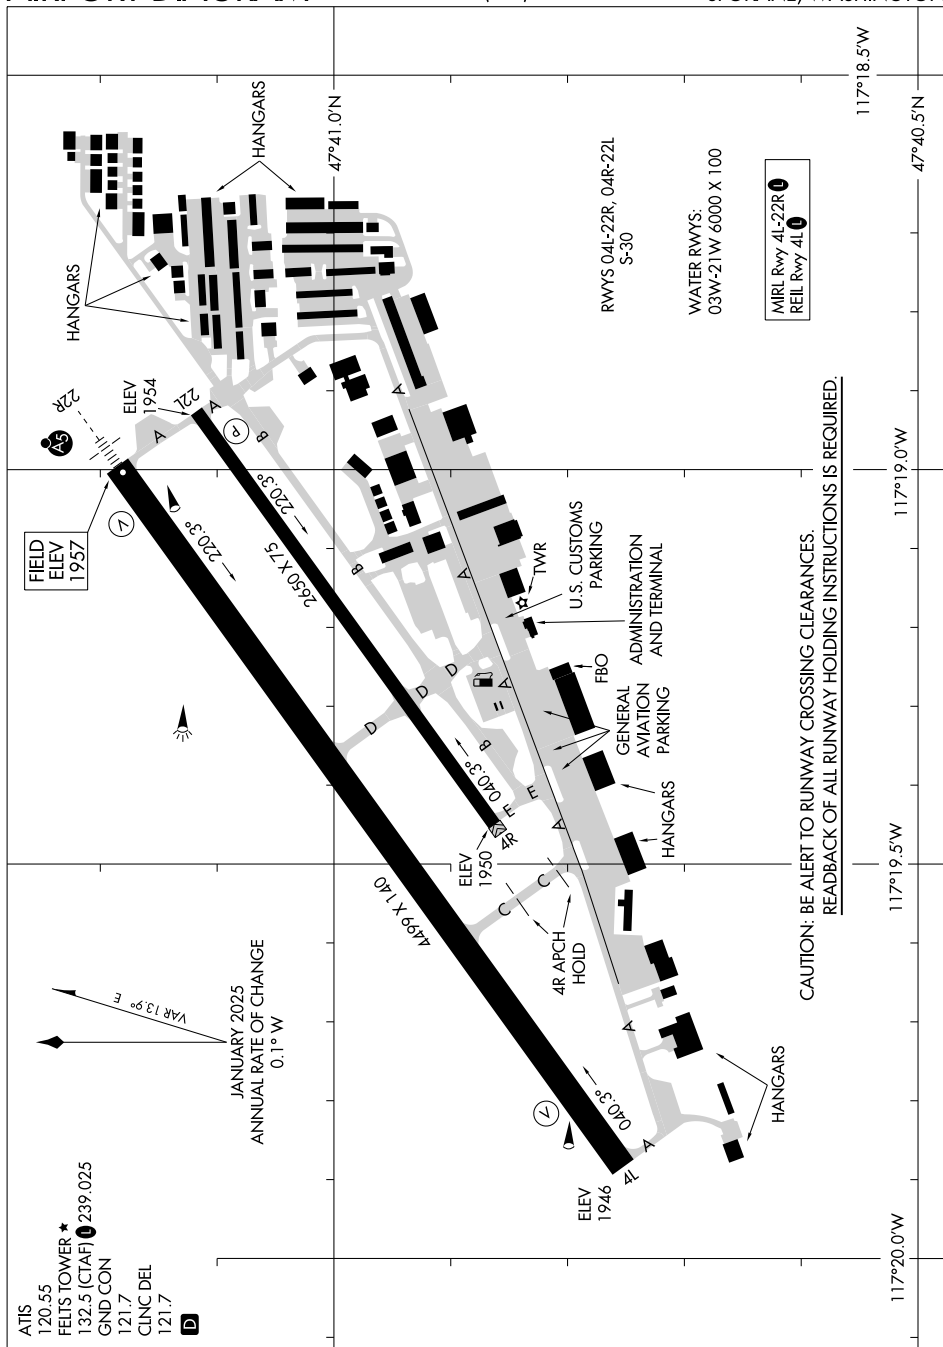 ATIS
120.55
FELTS TOWER ★
132.5 (CTAF) L 239.025
GND CON
121.7
CLNC DEL
121.7
D
JANUARY 2025
ANNUAL RATE OF CHANGE
0.1° W
VAR 13.9° E
FIELD
ELEV
1957
A5
22R
V
220.3°
A
ELEV
1954
22L
A
P
B
220.3°
2650 X 75
B
HANGARS
HANGARS
47°41.0'N
117°18.5'W
47°40.5'N
117°19.0'W
117°19.5'W
117°20.0'W
RWYS 04L-22R, 04R-22L
S-30
WATER RWYS:
03W-21W 6000 X 100
MIRL Rwy 4L-22R L
REIL Rwy 4L L
A
A
TWR
U.S. CUSTOMS
PARKING
ADMINISTRATION
AND TERMINAL
FBO
GENERAL
AVIATION
PARKING
HANGARS
D
D
D
A
B
040.3°
E
E
A
4R
ELEV
1950
C
C
4R APCH
HOLD
4499 X 140
A
HANGARS
V
040.3°
A
4L
ELEV
1946
CAUTION: BE ALERT TO RUNWAY CROSSING CLEARANCES.
READBACK OF ALL RUNWAY HOLDING INSTRUCTIONS IS REQUIRED.